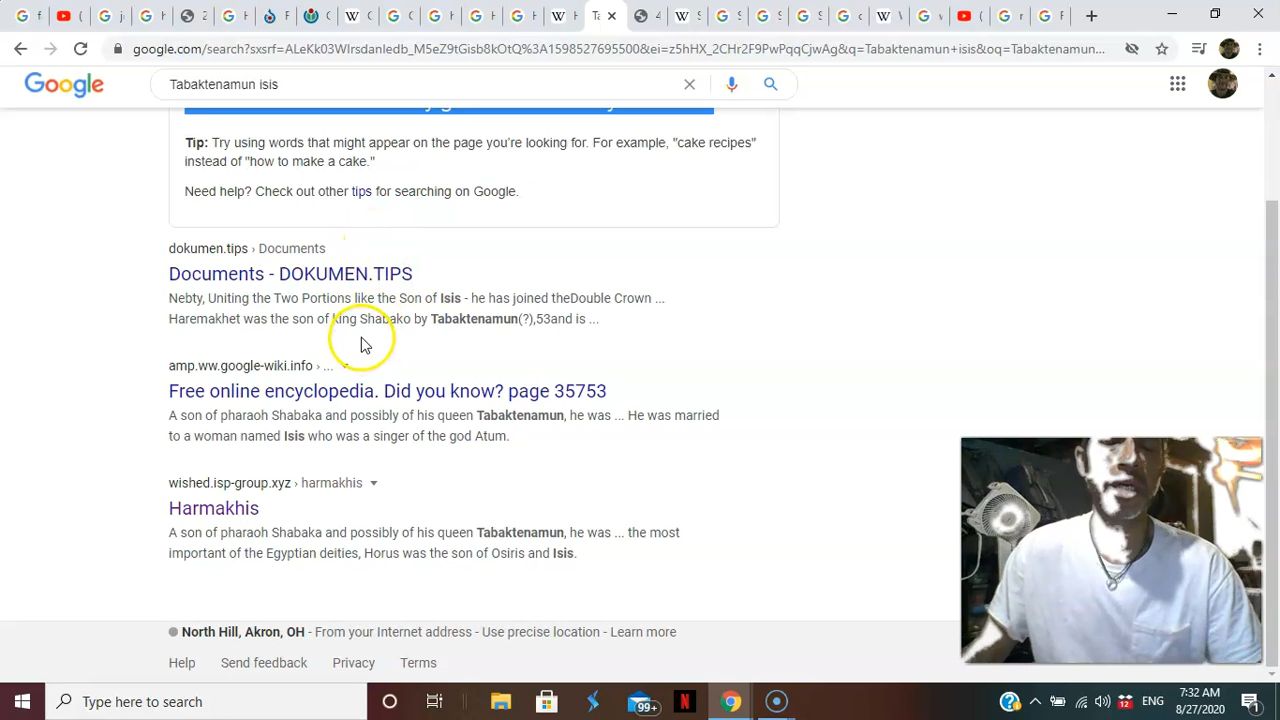 google.com/search?sxsrf=ALeKk03WIrsdanIedb_M5eZ9tGisb8kOtQ%3A1598527695500&ei=z5hHX_2CHr2F9PwPqqCjwAg&q=Tabaktenamun+isis&oq=Tabaktenamun...
Google
Tabaktenamun isis
Tip: Try using words that might appear on the page you're looking for. For example, "cake recipes"
instead of "how to make a cake."
Need help? Check out other tips for searching on Google.
dokumen.tips › Documents
Documents - DOKUMEN.TIPS
Nebty, Uniting the Two Portions like the Son of Isis - he has joined theDouble Crown ...
Haremakhet was the son of king Shabako by Tabaktenamun(?),53and is ...
amp.ww.google-wiki.info › ...
Free online encyclopedia. Did you know? page 35753
A son of pharaoh Shabaka and possibly of his queen Tabaktenamun, he was ... He was married
to a woman named Isis who was a singer of the god Atum.
wished.isp-group.xyz › harmakhis
Harmakhis
A son of pharaoh Shabaka and possibly of his queen Tabaktenamun, he was ... the most
important of the Egyptian deities, Horus was the son of Osiris and Isis.
North Hill, Akron, OH - From your Internet address - Use precise location - Learn more
Help Send feedback Privacy Terms
Type here to search
99+
12
ENG
7:32 AM
8/27/2020
1